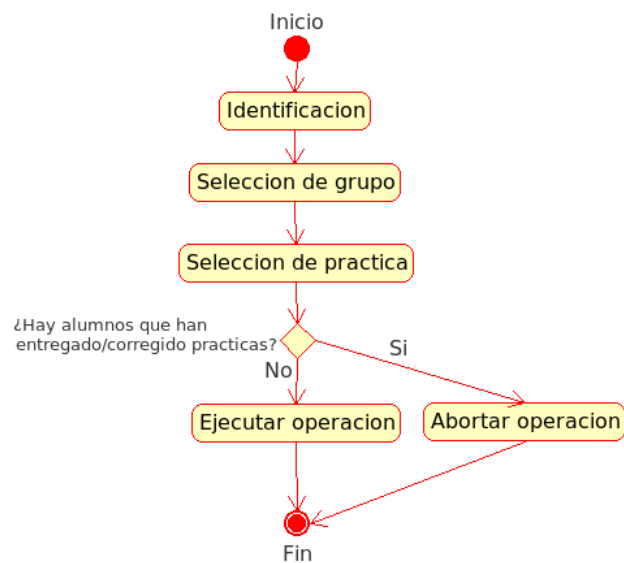 Inicio
Identificacion
Seleccion de grupo
Seleccion de practica
¿Hay alumnos que han
entregado/corregido practicas?
Si
No
Ejecutar operacion
Abortar operacion
Fin